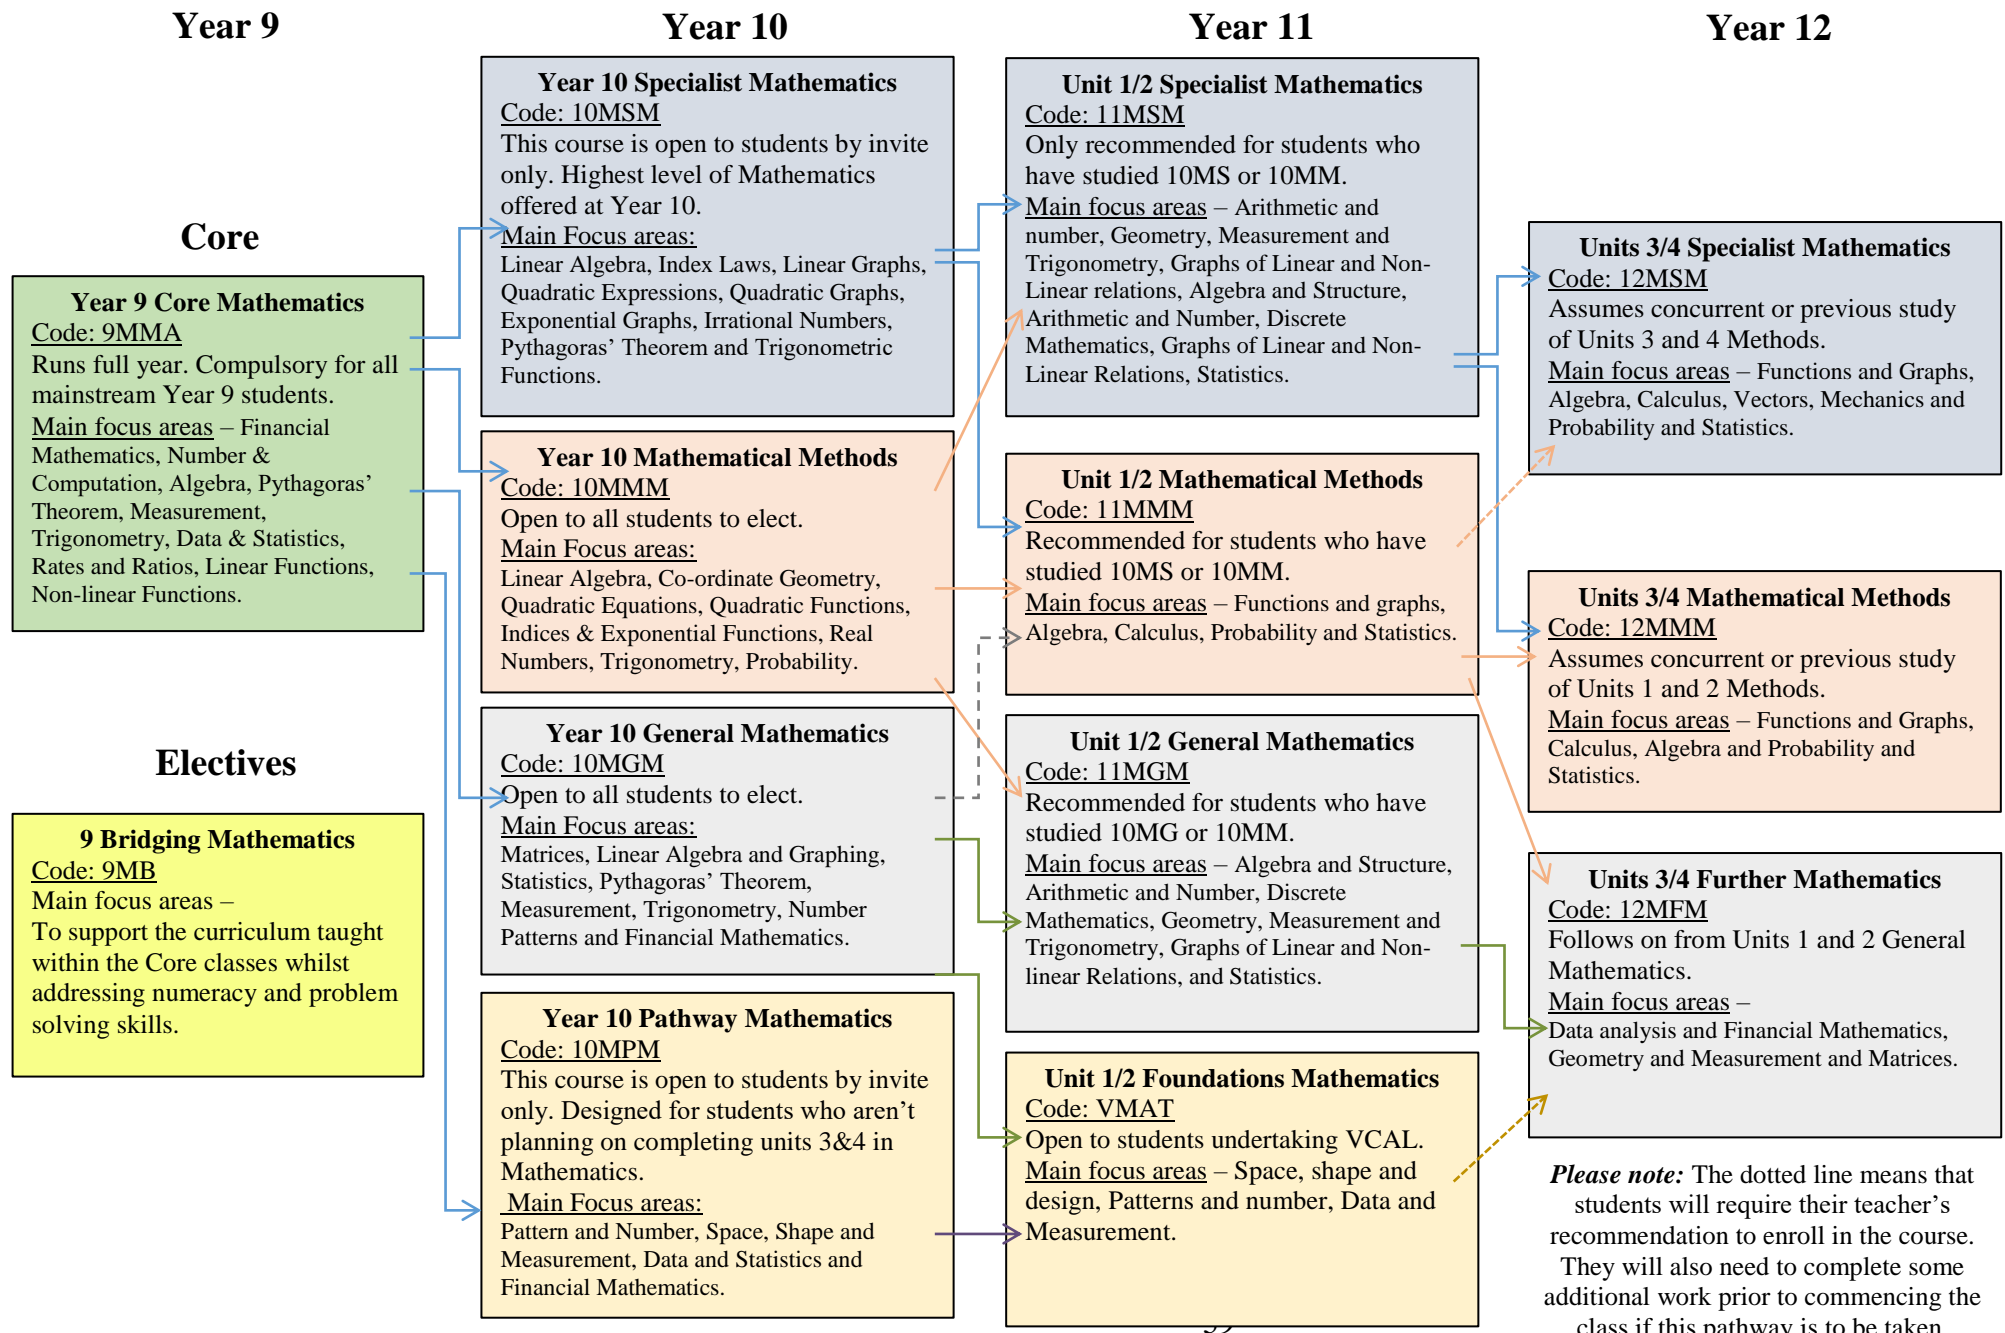 Year 9
Core
Year 9 Core Mathematics
Code: 9MMA
Runs full year. Compulsory for all
mainstream Year 9 students.
Main focus areas – Financial
Mathematics, Number &
Computation, Algebra, Pythagoras’
Theorem, Measurement,
Trigonometry, Data & Statistics,
Rates and Ratios, Linear Functions,
Non-linear Functions.
Electives
9 Bridging Mathematics
Code: 9MB
Main focus areas –
To support the curriculum taught
within the Core classes whilst
addressing numeracy and problem
solving skills.
Year 10
Year 10 Specialist Mathematics
Code: 10MSM
This course is open to students by invite
only. Highest level of Mathematics
offered at Year 10.
Main Focus areas:
Linear Algebra, Index Laws, Linear Graphs,
Quadratic Expressions, Quadratic Graphs,
Exponential Graphs, Irrational Numbers,
Pythagoras’ Theorem and Trigonometric
Functions.
Year 10 Mathematical Methods
Code: 10MMM
Open to all students to elect.
Main Focus areas:
Linear Algebra, Co-ordinate Geometry,
Quadratic Equations, Quadratic Functions,
Indices & Exponential Functions, Real
Numbers, Trigonometry, Probability.
Year 10 General Mathematics
Code: 10MGM
Open to all students to elect.
Main Focus areas:
Matrices, Linear Algebra and Graphing,
Statistics, Pythagoras’ Theorem,
Measurement, Trigonometry, Number
Patterns and Financial Mathematics.
Year 10 Pathway Mathematics
Code: 10MPM
This course is open to students by invite
only. Designed for students who aren’t
planning on completing units 3&4 in
Mathematics.
Main Focus areas:
Pattern and Number, Space, Shape and
Measurement, Data and Statistics and
Financial Mathematics.
Year 11
Unit 1/2 Specialist Mathematics
Code: 11MSM
Only recommended for students who
have studied 10MS or 10MM.
Main focus areas – Arithmetic and
number, Geometry, Measurement and
Trigonometry, Graphs of Linear and Non-
Linear relations, Algebra and Structure,
Arithmetic and Number, Discrete
Mathematics, Graphs of Linear and Non-
Linear Relations, Statistics.
Unit 1/2 Mathematical Methods
Code: 11MMM
Recommended for students who have
studied 10MS or 10MM.
Main focus areas – Functions and graphs,
Algebra, Calculus, Probability and Statistics.
Unit 1/2 General Mathematics
Code: 11MGM
Recommended for students who have
studied 10MG or 10MM.
Main focus areas – Algebra and Structure,
Arithmetic and Number, Discrete
Mathematics, Geometry, Measurement and
Trigonometry, Graphs of Linear and Non-
linear Relations, and Statistics.
Unit 1/2 Foundations Mathematics
Code: VMAT
Open to students undertaking VCAL.
Main focus areas – Space, shape and
design, Patterns and number, Data and
Measurement.
Year 12
Units 3/4 Specialist Mathematics
Code: 12MSM
Assumes concurrent or previous study
of Units 3 and 4 Methods.
Main focus areas – Functions and Graphs,
Algebra, Calculus, Vectors, Mechanics and
Probability and Statistics.
Units 3/4 Mathematical Methods
Code: 12MMM
Assumes concurrent or previous study
of Units 1 and 2 Methods.
Main focus areas – Functions and Graphs,
Calculus, Algebra and Probability and
Statistics.
Units 3/4 Further Mathematics
Code: 12MFM
Follows on from Units 1 and 2 General
Mathematics.
Main focus areas –
Data analysis and Financial Mathematics,
Geometry and Measurement and Matrices.
Please note: The dotted line means that
students will require their teacher’s
recommendation to enroll in the course.
They will also need to complete some
additional work prior to commencing the
class if this pathway is to be taken